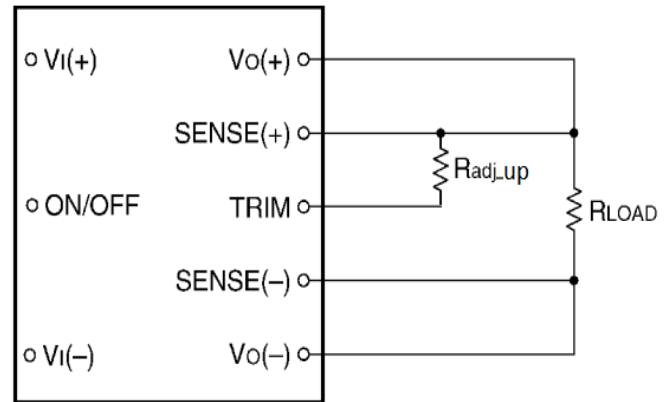 VI(+) VO(+)
SENSE(+)
Radj_up
ON/OFF TRIM
RLOAD
SENSE(–)
VI(–) VO(–)